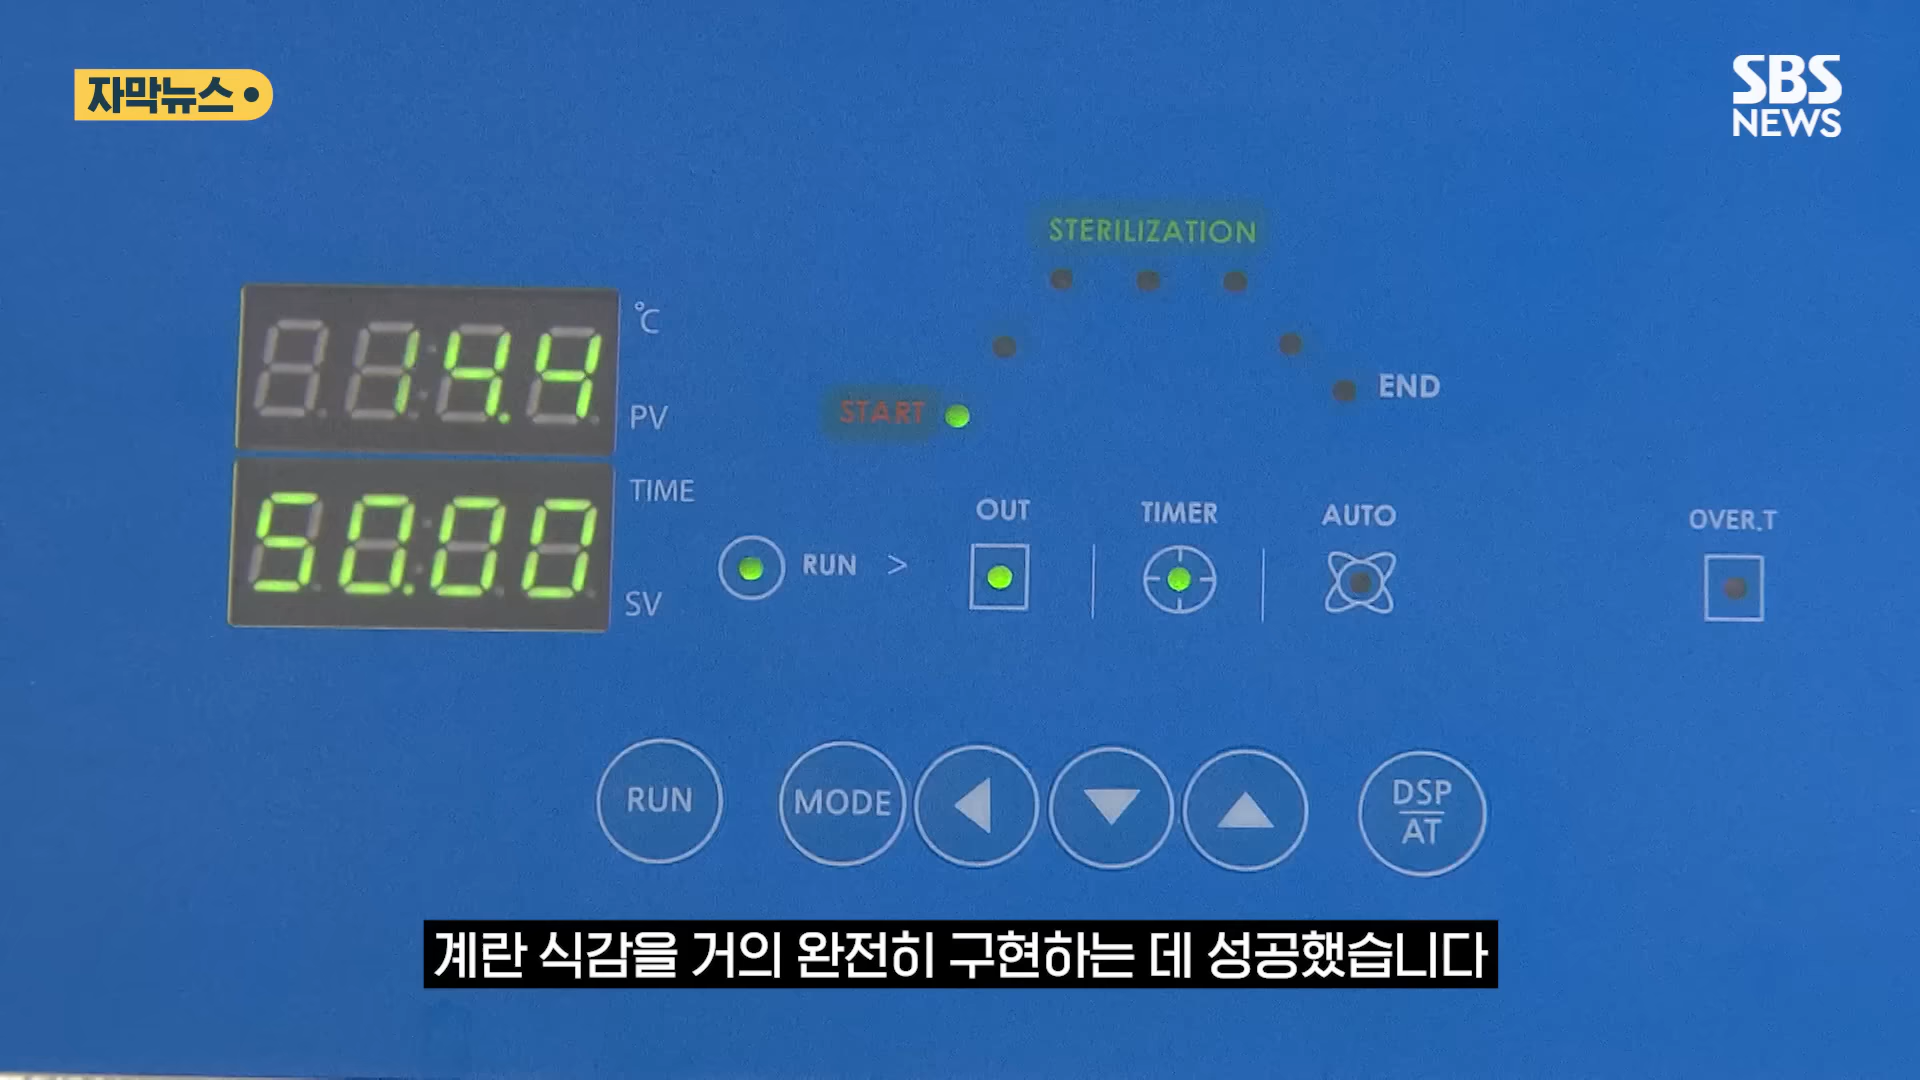 자막뉴스
SBS
NEWS
STERILIZATION
℃
14.4
PV
START
END
TIME
50.00
SV
RUN >
OUT
TIMER
AUTO
OVER.T
RUN
MODE
DSP
AT
계란 식감을 거의 완전히 구현하는 데 성공했습니다